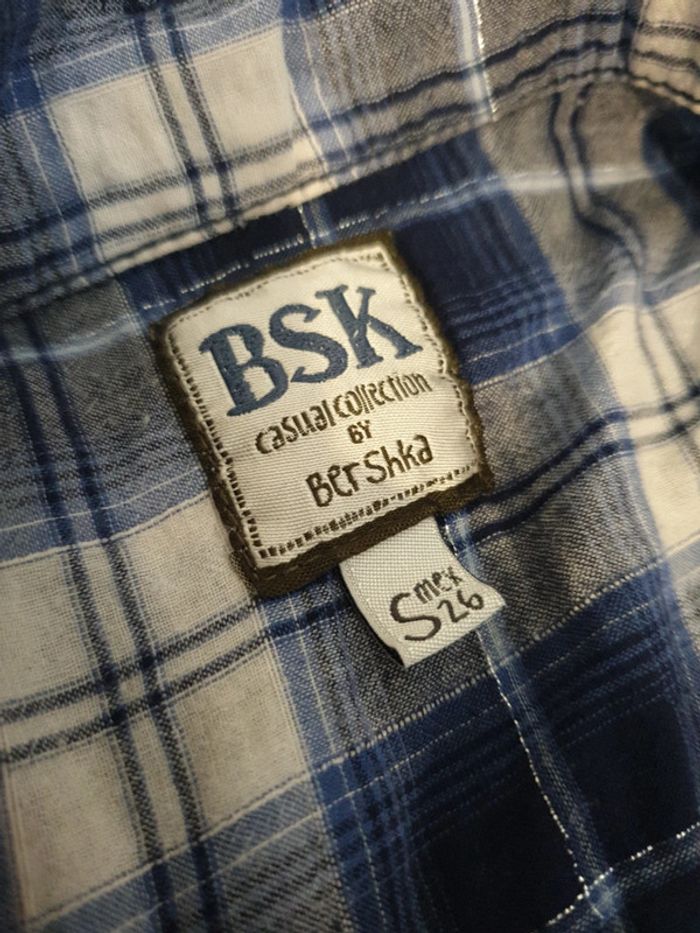 BSK
casual collection
BY
BerShka
S mex 26